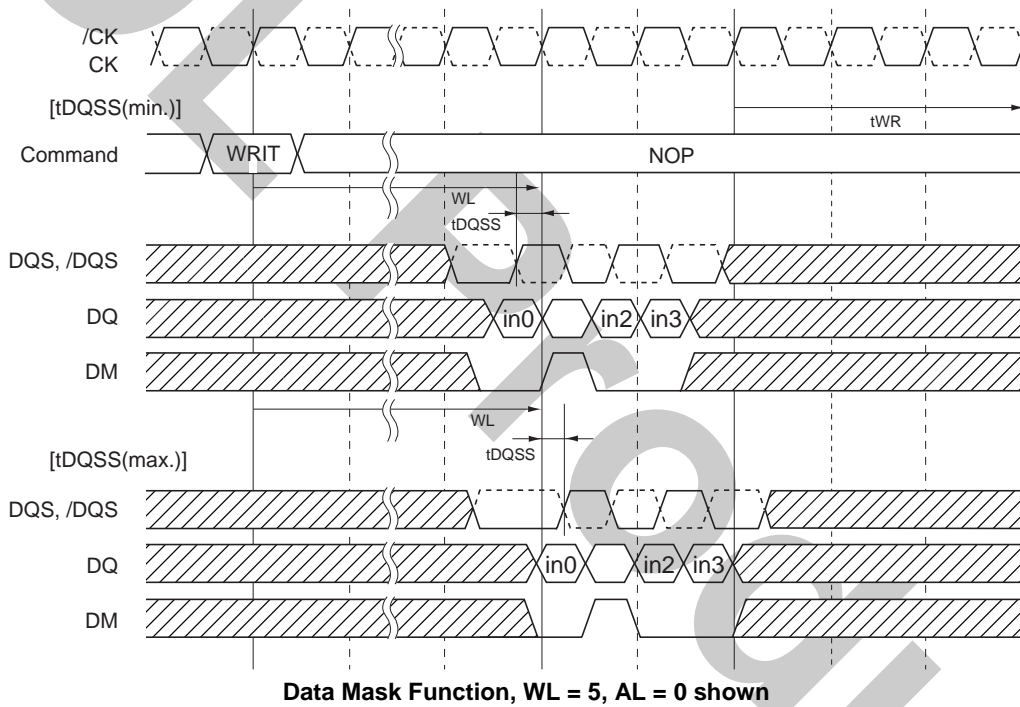 /CK
CK
[tDQSS(min.)]
tWR
Command WRIT NOP
WL
tDQSS
DQS, /DQS
DQ in0 in2 in3
DM
WL
tDQSS
[tDQSS(max.)]
DQS, /DQS
DQ in0 in2 in3
DM
Data Mask Function, WL = 5, AL = 0 shown